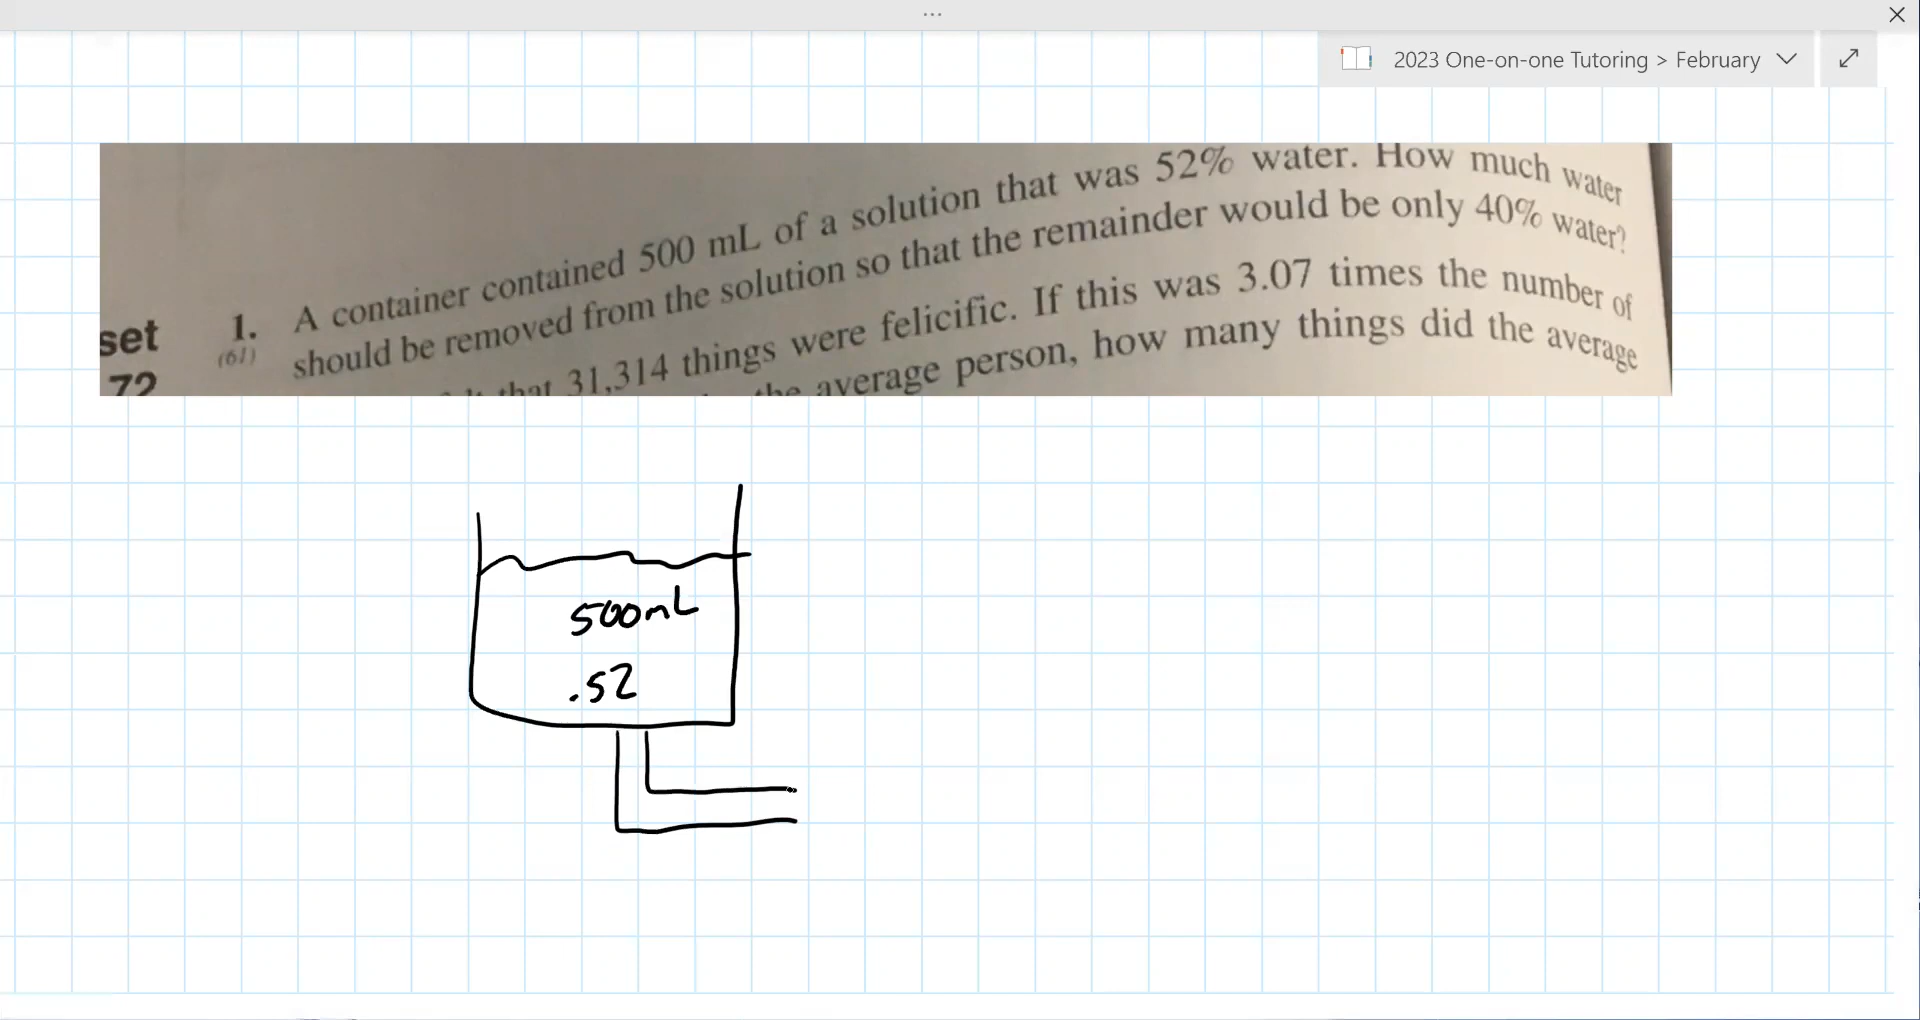 ...
2023 One-on-one Tutoring > February
1. A container contained 500 mL of a solution that was 52% water. How much water
(61) should be removed from the solution so that the remainder would be only 40% water?
set
that 31,314 things were felicific. If this was 3.07 times the number of
72
the average person, how many things did the average
500mL
.52